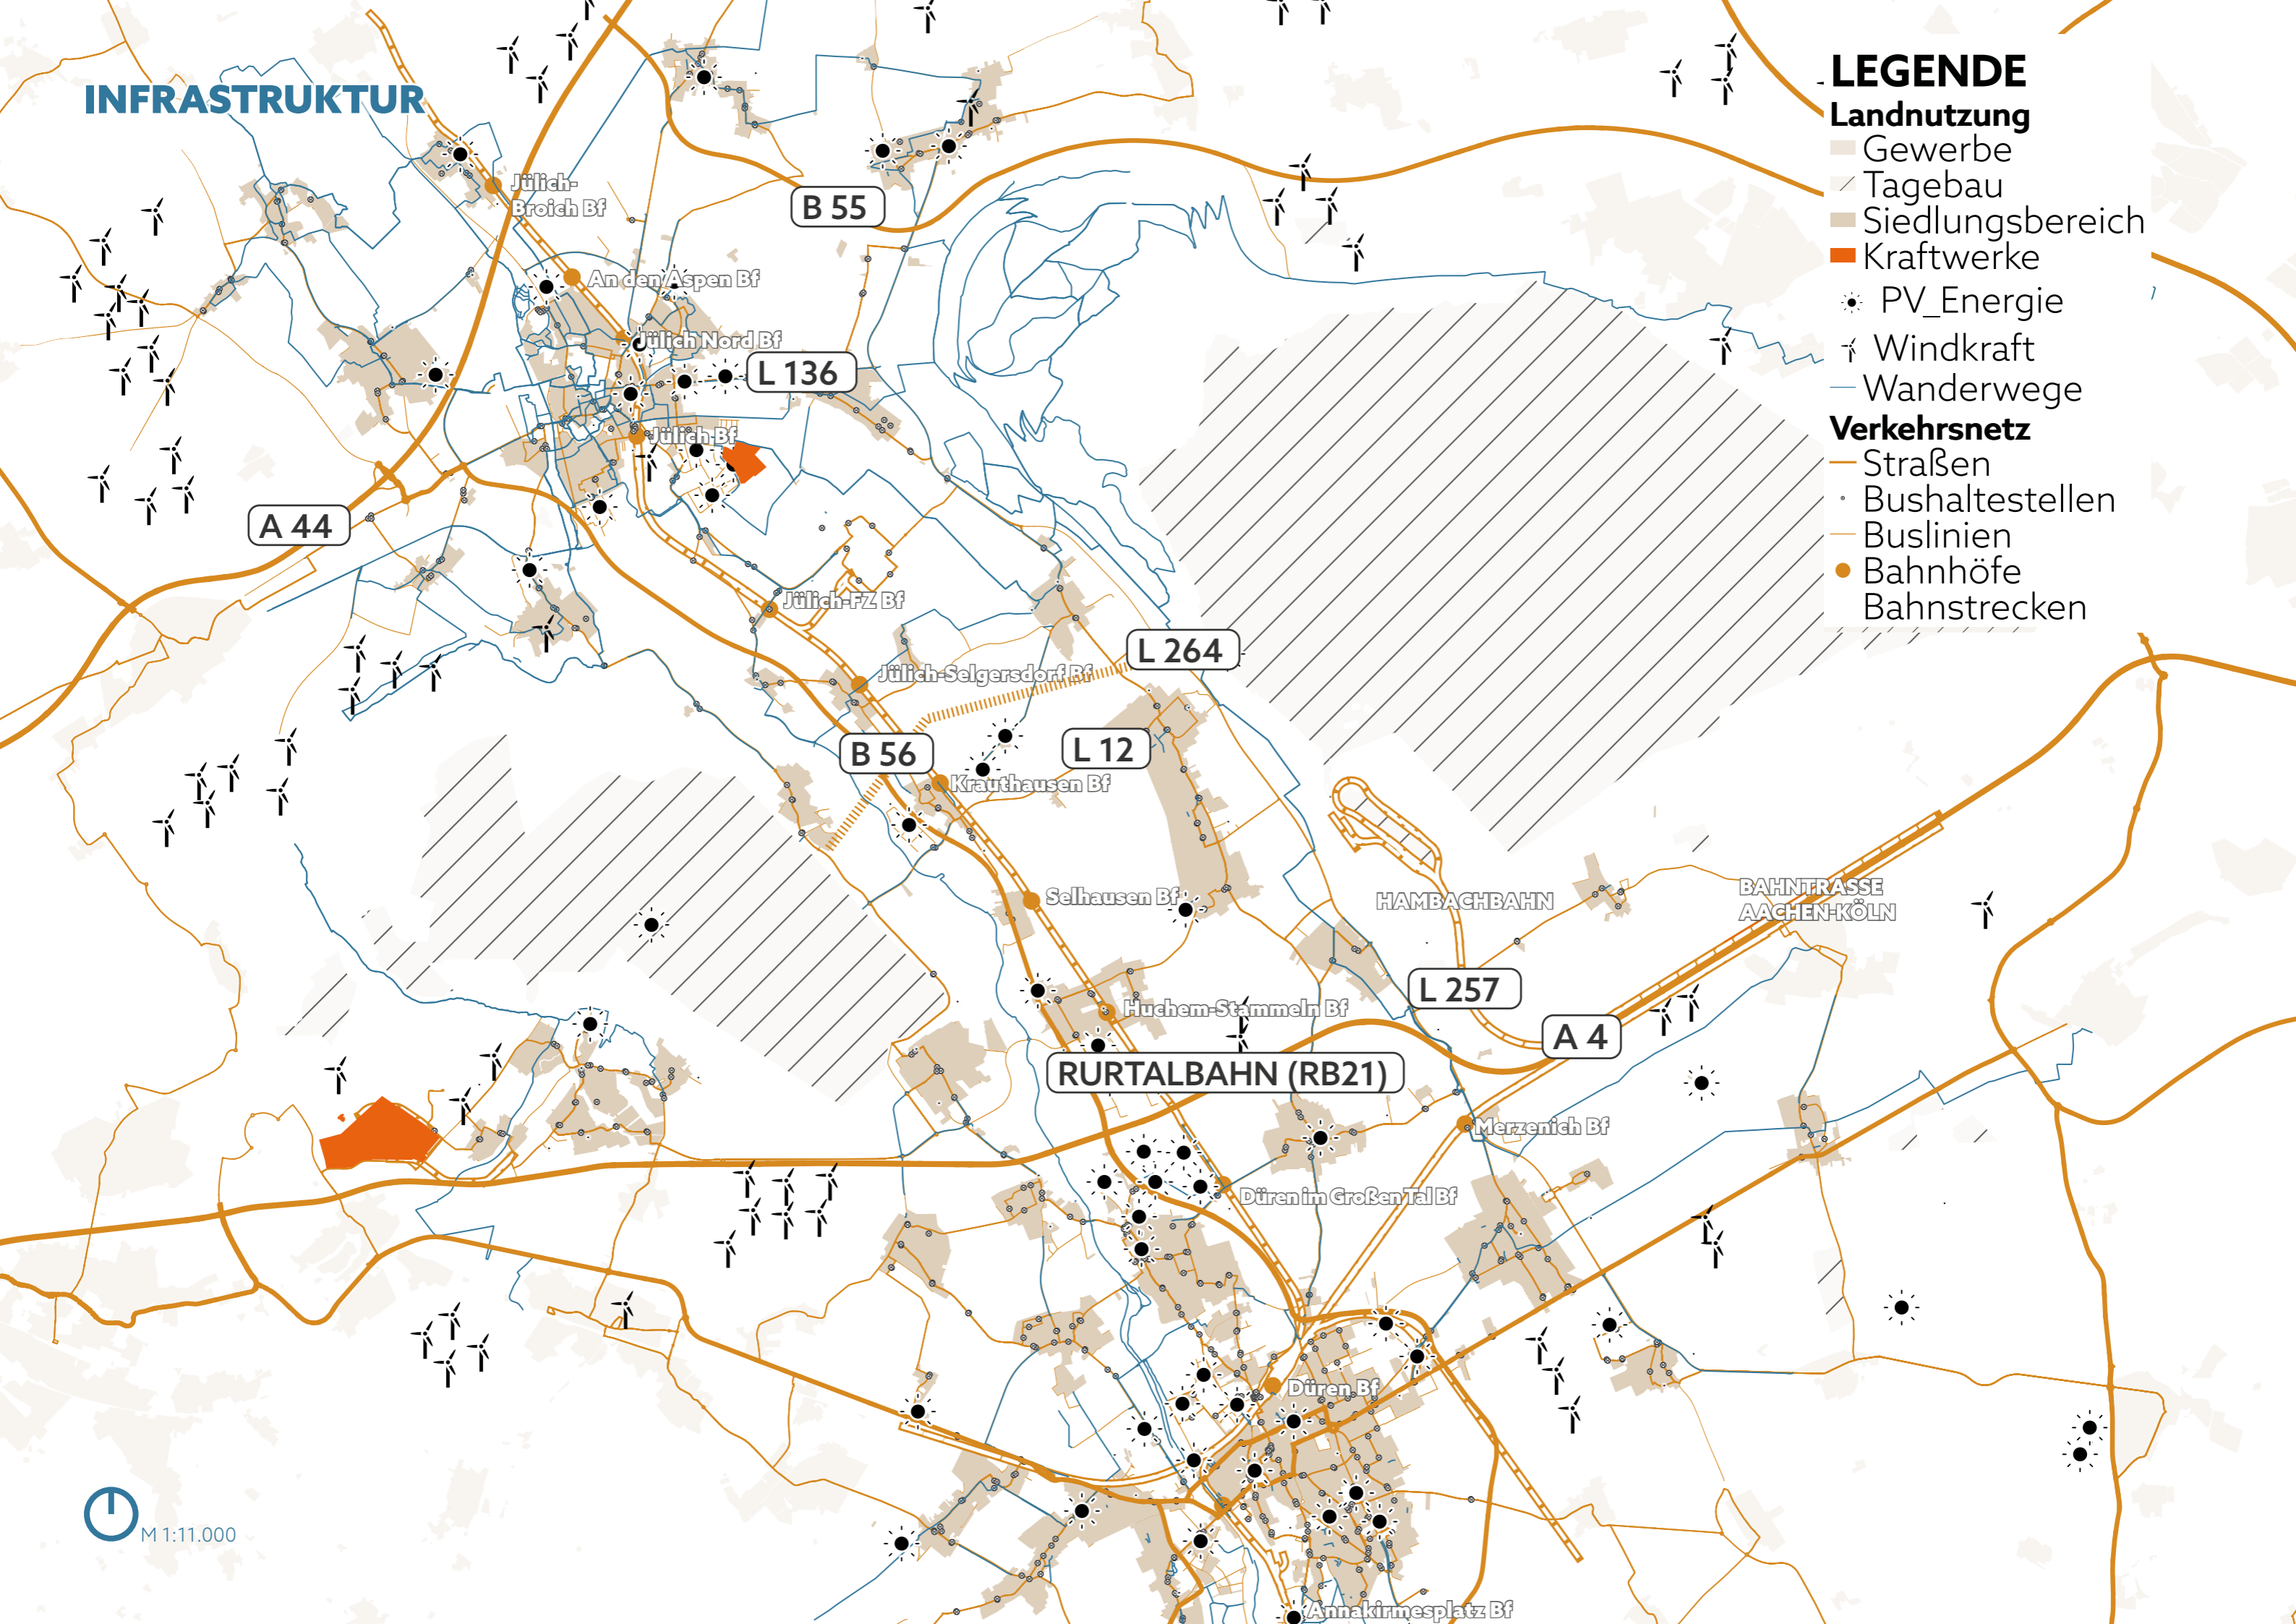 INFRASTRUKTUR
LEGENDE
Landnutzung
Gewerbe
Tagebau
Siedlungsbereich
Kraftwerke
PV_Energie
Windkraft
Wanderwege
Verkehrsnetz
Straßen
Bushaltestellen
Buslinien
Bahnhöfe
Bahnstrecken
Jülich-
Broich Bf
B 55
An den Aspen Bf
Jülich Nord Bf
L 136
Jülich Bf
A 44
Jülich-FZ Bf
L 264
Jülich-Selgersdorf Bf
B 56
L 12
Krauthausen Bf
Selhausen Bf
HAMBACHBAHN
BAHNTRASSE
AACHEN-KÖLN
L 257
Huchem-Stammeln Bf
A 4
RURTALBAHN (RB21)
Merzenich Bf
Düren im Großen Tal Bf
Düren Bf
M 1:11.000
Annakirmesplatz Bf